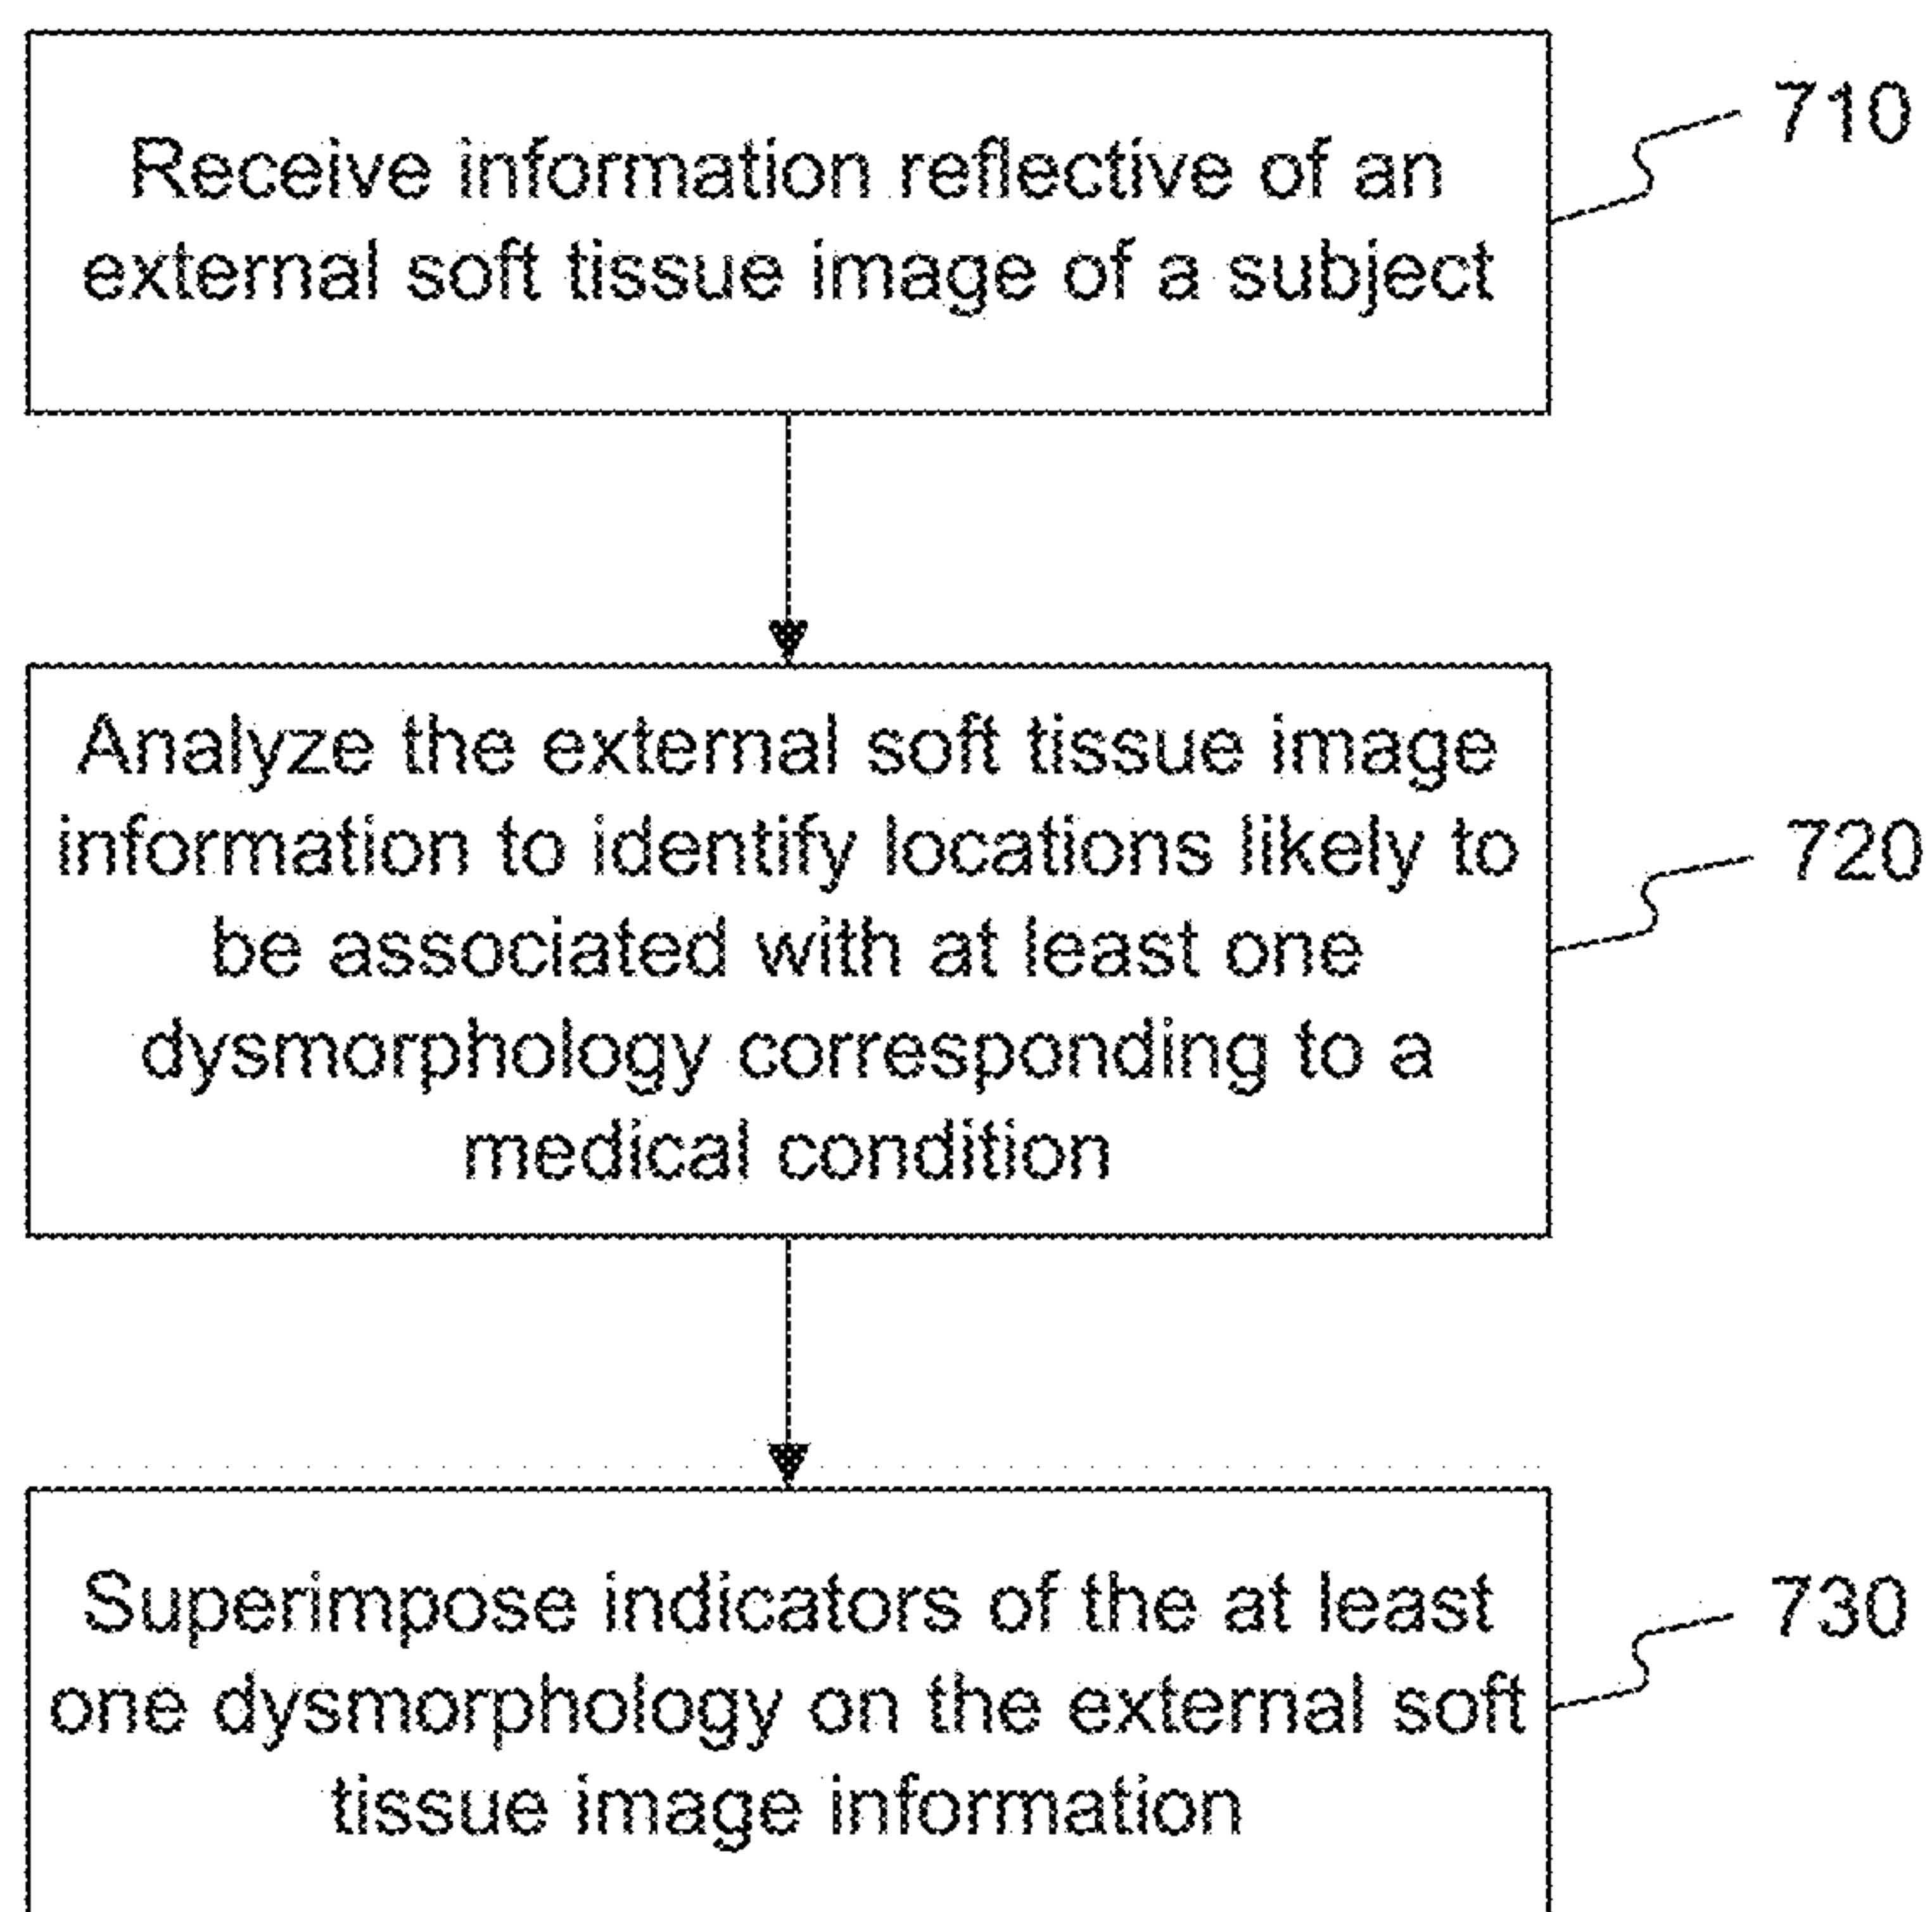 Receive information reflective of an
710
external soft tissue image of a subject
Analyze the external soft tissue image
information to identify locations likely to
720
be associated with at least one
dysmorphology corresponding to a
medical condition
Superimpose indicators of the at least
730
one dysmorphology on the external soft
tissue image information